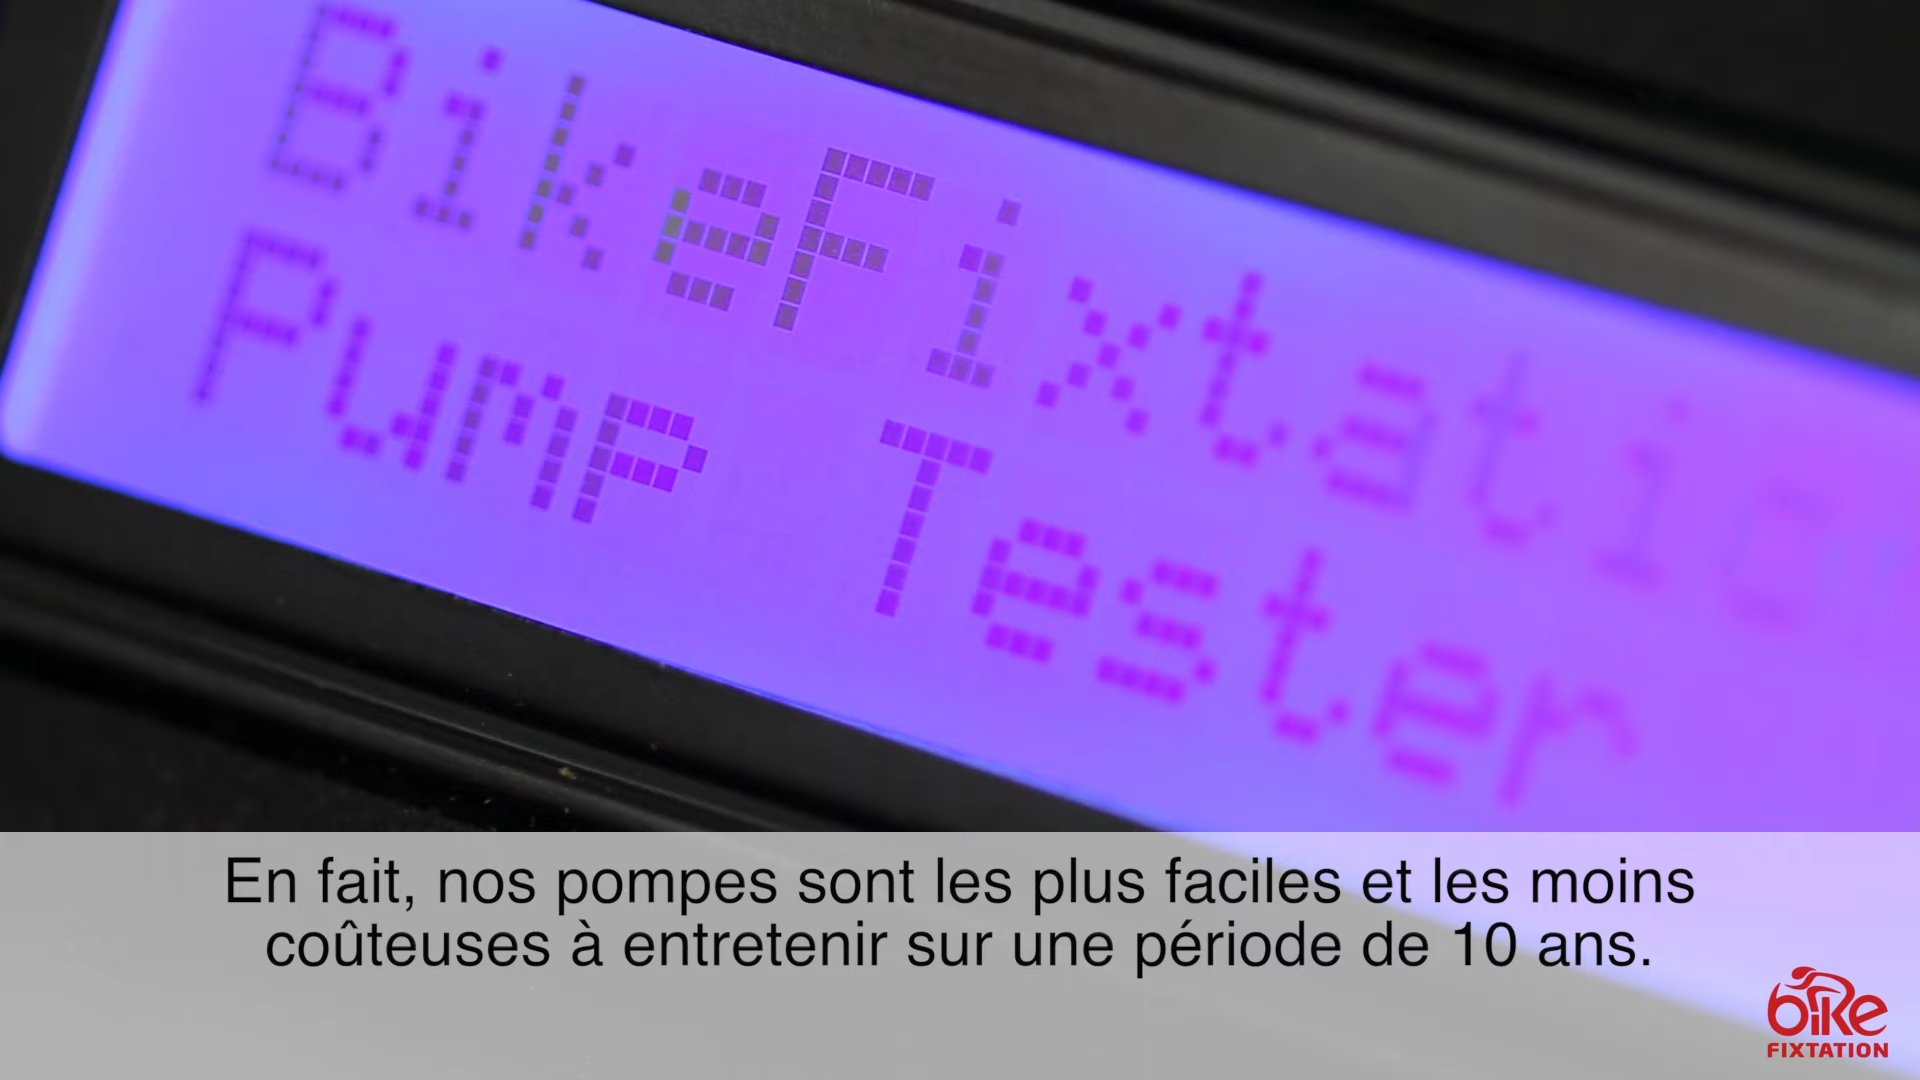 BikeFixtation
Pump Tester
En fait, nos pompes sont les plus faciles et les moins
coûteuses à entretenir sur une période de 10 ans.
bike
FIXTATION